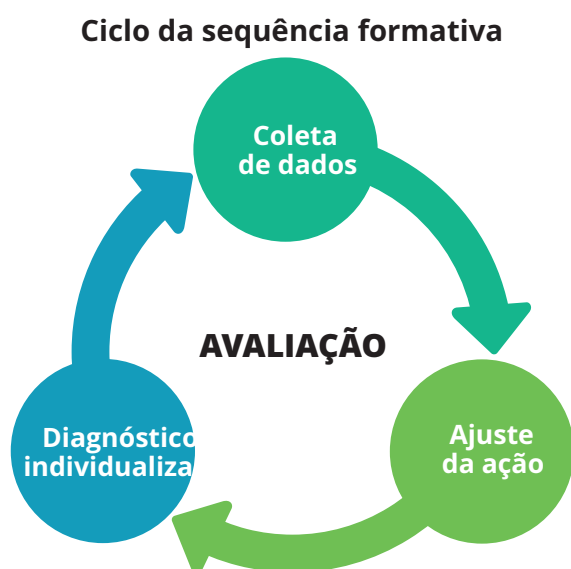 Ciclo da sequência formativa
Coleta
de dados
AVALIAÇÃO
Diagnóstico
individualiza
Ajuste
da ação